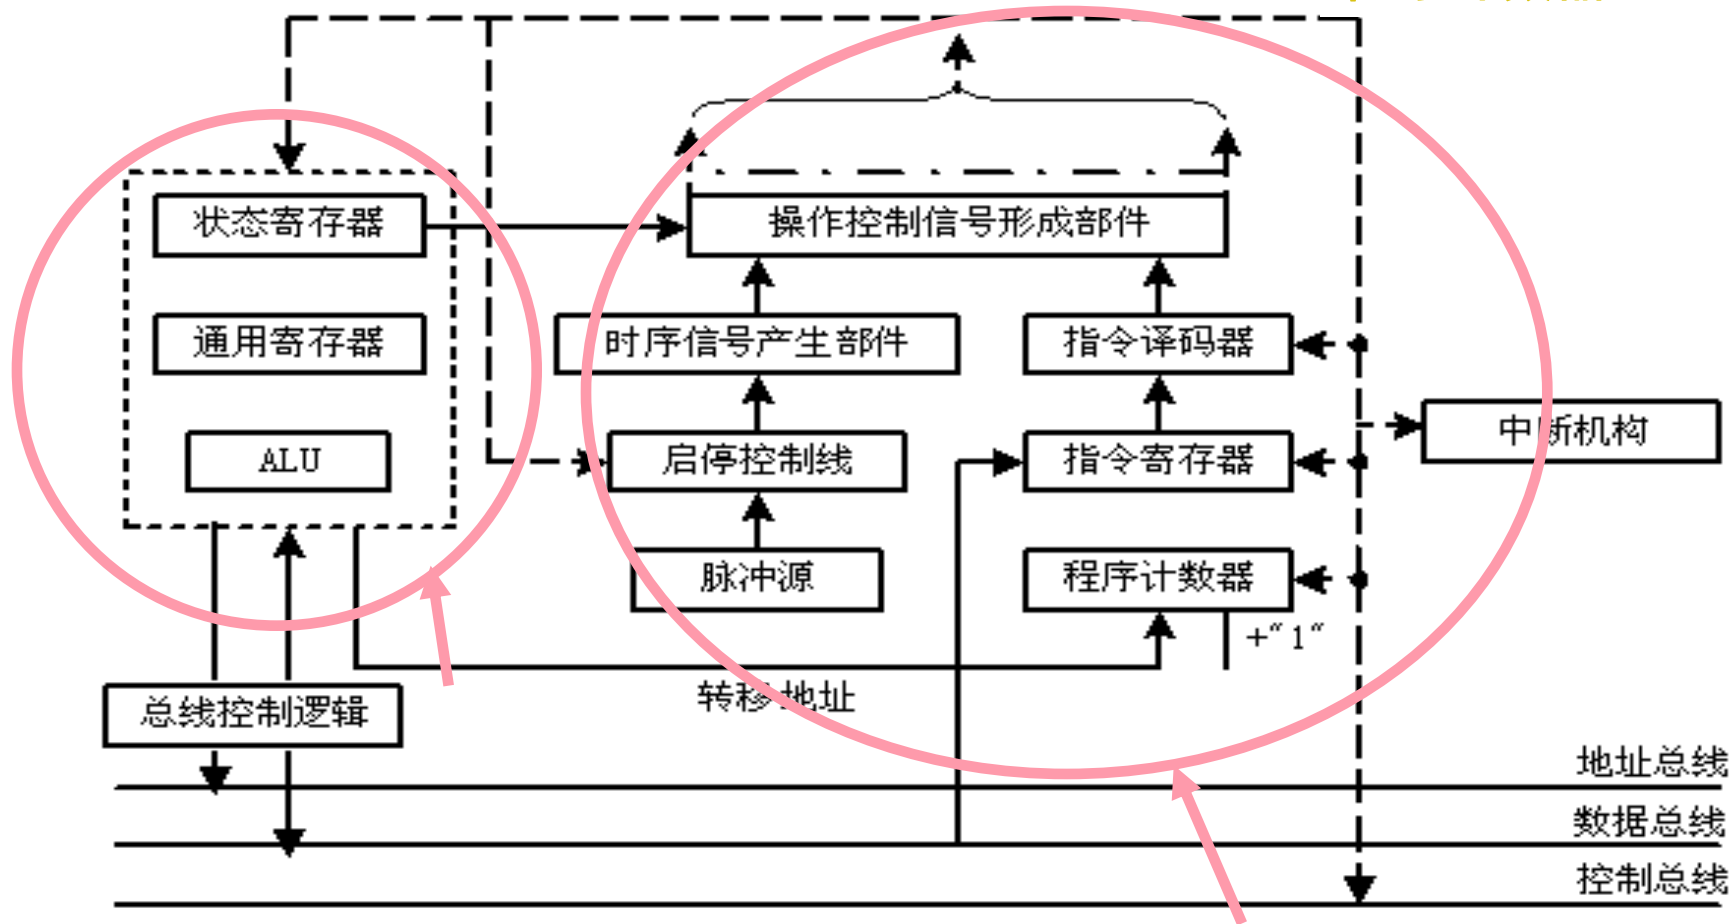 状态寄存器
操作控制信号形成部件
通用寄存器
时序信号产生部件
指令译码器
ALU
启停控制线
指令寄存器
中断机构
脉冲源
程序计数器
+"1"
转移地址
总线控制逻辑
地址总线
数据总线
控制总线